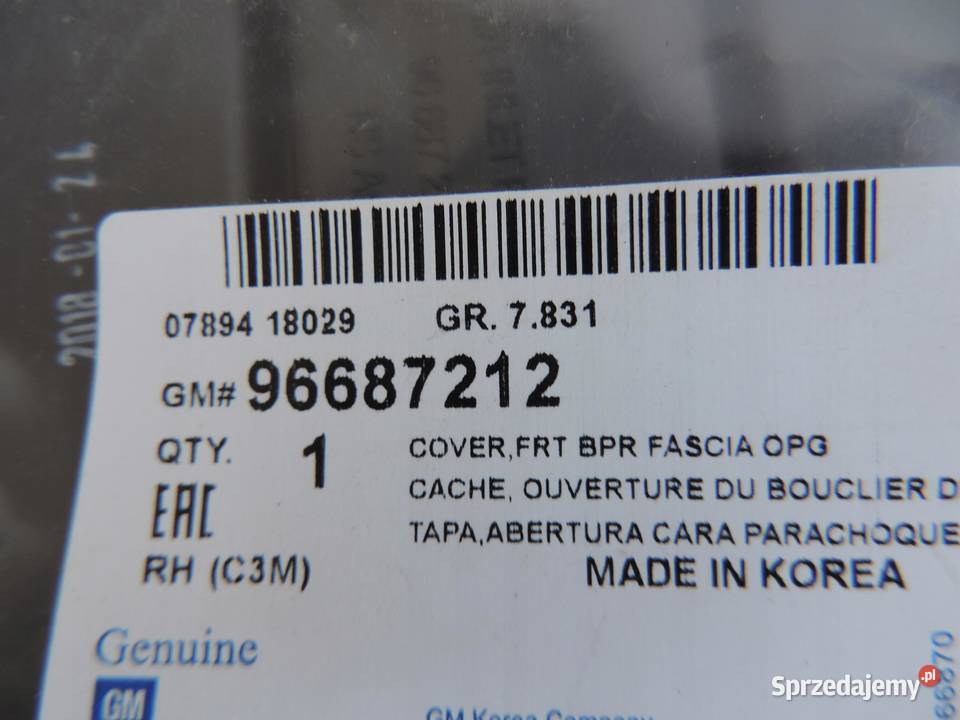 2018-01-24
07894 18029 GR. 7.831
GM# 96687212
QTY. 1 COVER,FRT BPR FASCIA OPG
EAC CACHE, OUVERTURE DU BOUCLIER D
TAPA,ABERTURA CARA PARACHOQUE
RH (C3M) MADE IN KOREA
Genuine
GM
GM Korea Company
66870
Sprzedajemy.pl